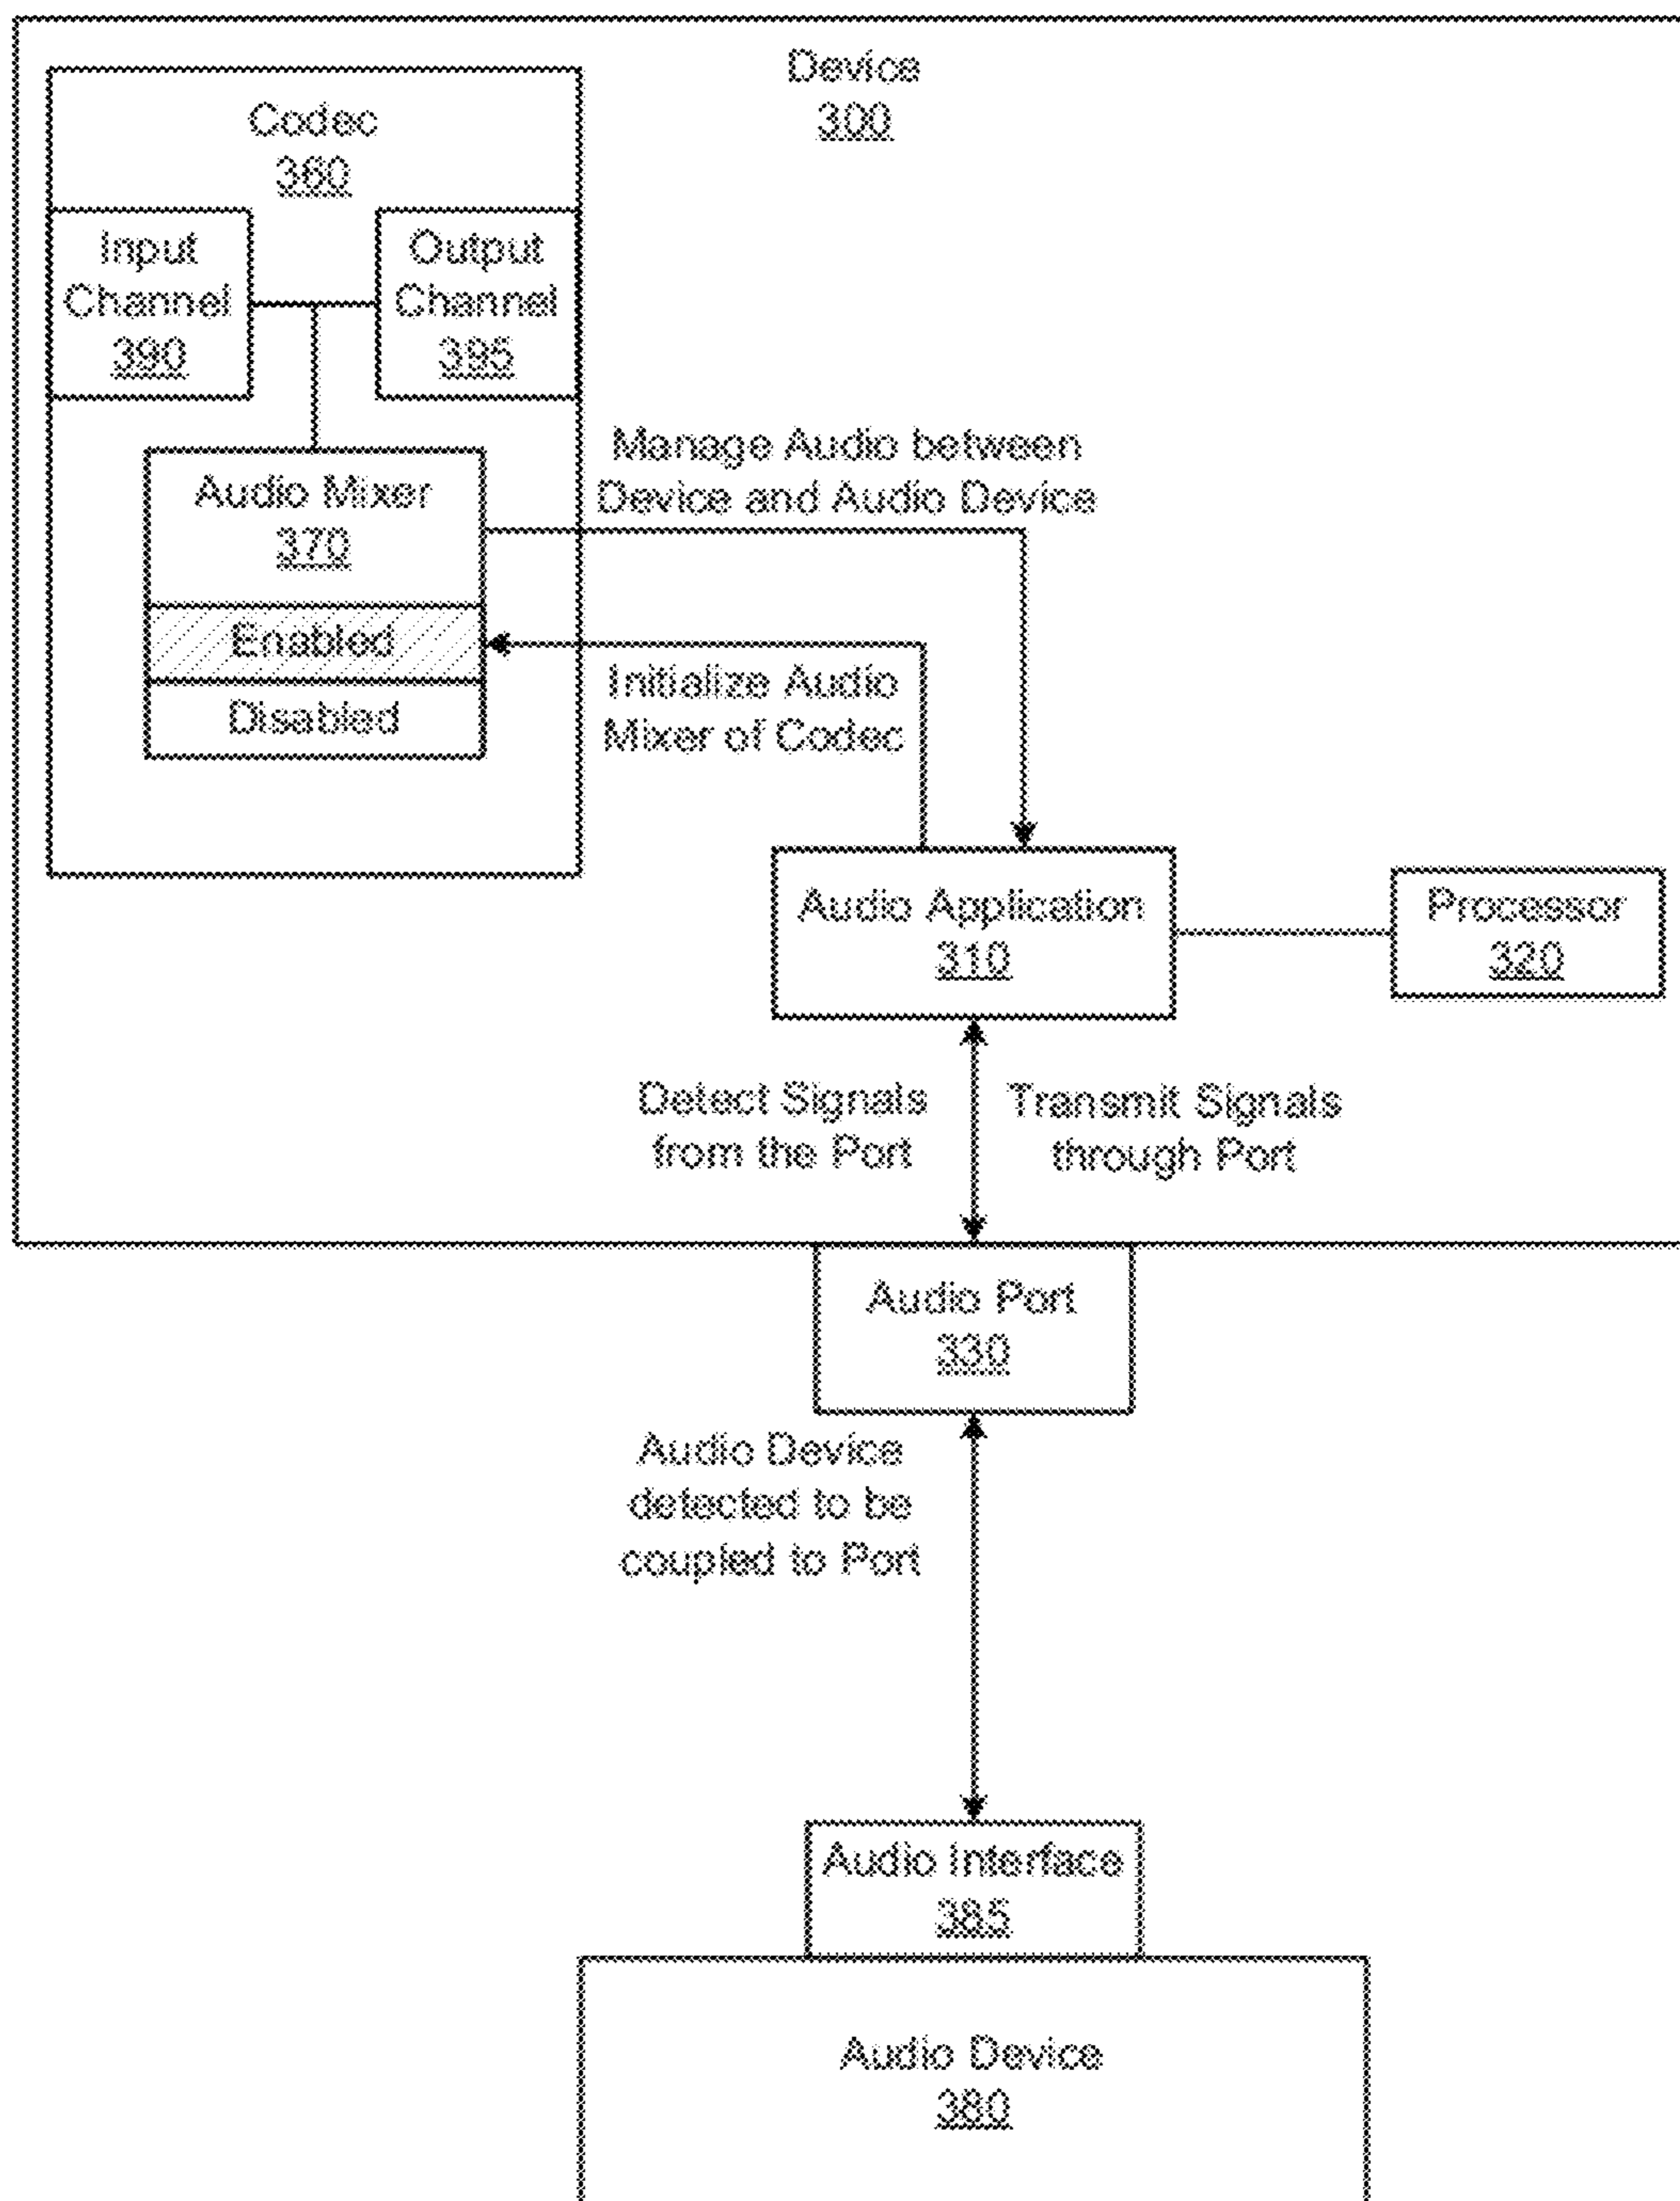 Device
300
Codec
360
Input
Channel
390
Output
Channel
395
Manage Audio between
Device and Audio Device
Audio Mixer
370
Enabled
Disabled
Initialize Audio
Mixer of Codec
Audio Application
310
Processor
320
Detect Signals
from the Port
Transmit Signals
through Port
Audio Port
330
Audio Device
detected to be
coupled to Port
Audio Interface
385
Audio Device
380